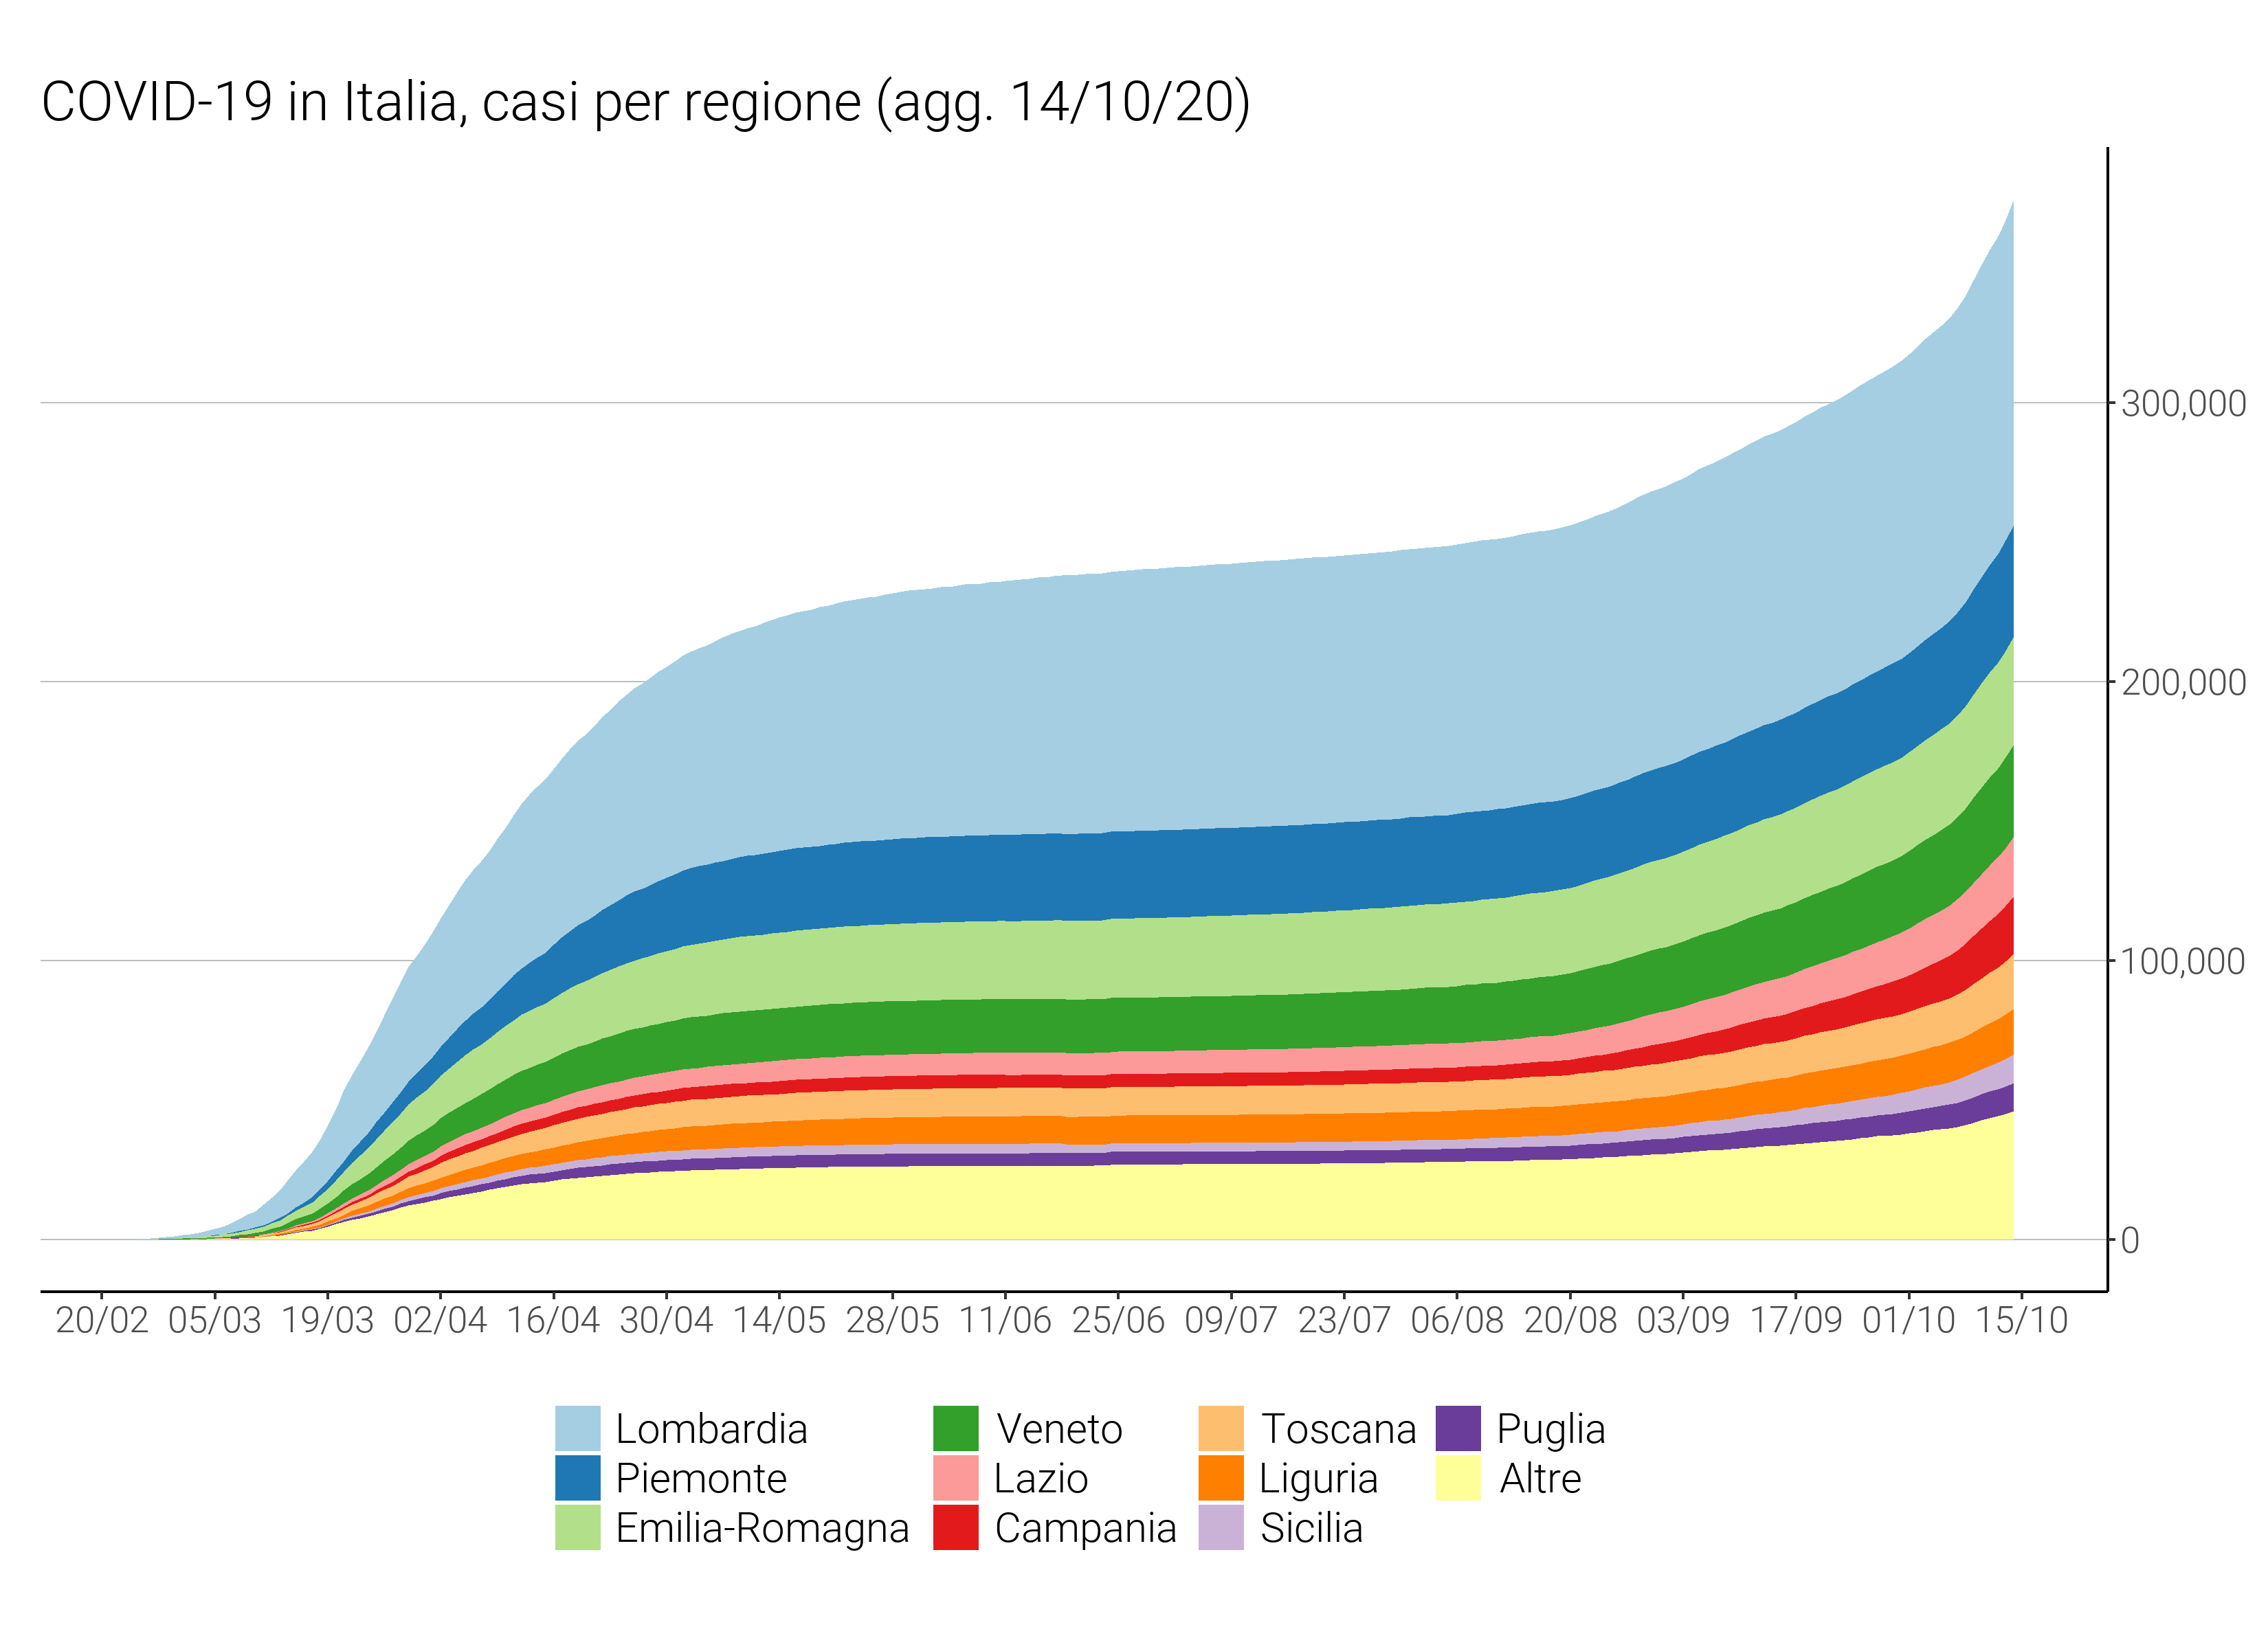 COVID-19 in Italia, casi per regione (agg. 14/10/20)
300,000
200,000
100,000
0
20/02 05/03 19/03 02/04 16/04 30/04 14/05 28/05 11/06 25/06 09/07 23/07 06/08 20/08 03/09 17/09 01/10 15/10
Lombardia Veneto Toscana Puglia
Piemonte Lazio Liguria Altre
Emilia-Romagna Campania Sicilia